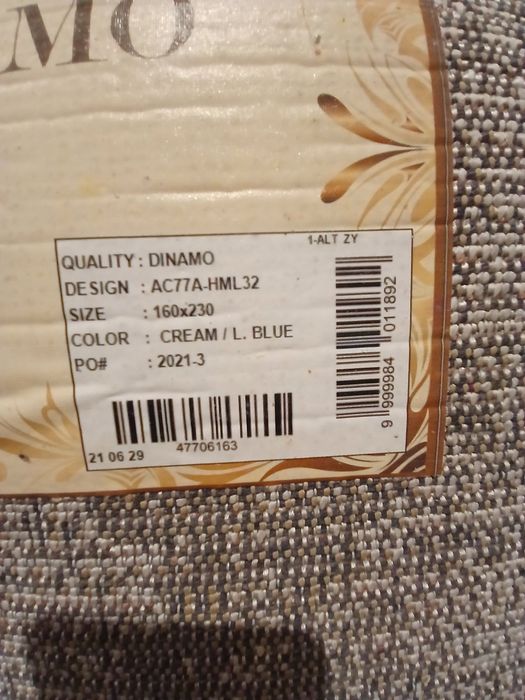 MO
1-ALT ZY
QUALITY : DINAMO
DESIGN : AC77A-HML32
SIZE : 160x230
COLOR : CREAM / L. BLUE
PO# : 2021-3
9 999984 011892
47706163
21 06 29